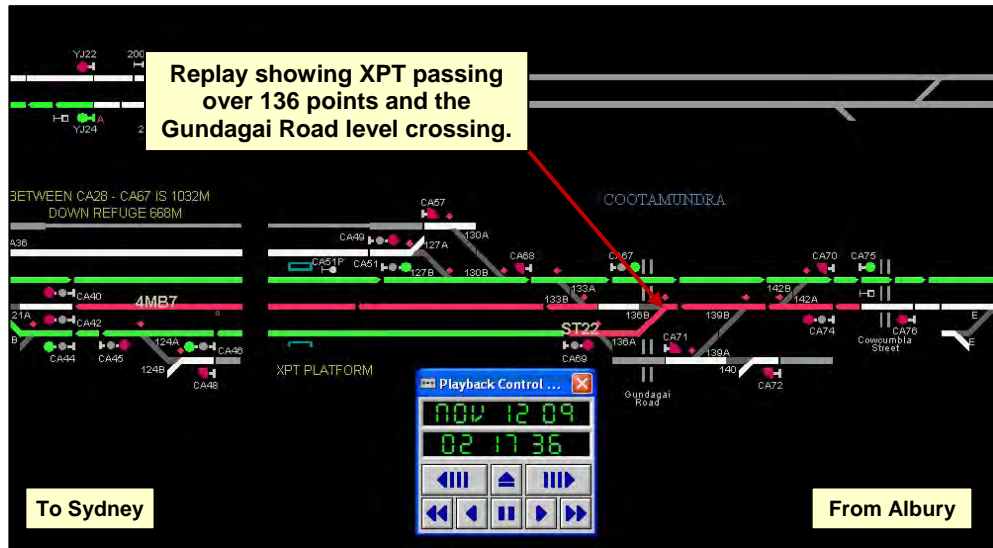 YJ22
200
Replay showing XPT passing
over 136 points and the
Gundagai Road level crossing.
YJ24
A
2
BETWEEN CA28 - CA67 IS 1032M
DOWN REFUGE 668M
COOTAMUNDRA
CA57
CA49
127A
130A
A36
CA51P
CA51
127B
130B
CA68
133A
CA67
CA70
CA75
142B
CA40
4MB7
133B
136B
139B
142A
21A
CA42
ST22
CA74
CA76
E
B
124A
136A
CA71
Cowcumbla
Street
E
CA44
CA45
CA46
CA69
139A
124B
CA48
XPT PLATFORM
140
CA72
Gundagai
Road
Playback Control ...
NOV 12 09
02 17 36
To Sydney
From Albury